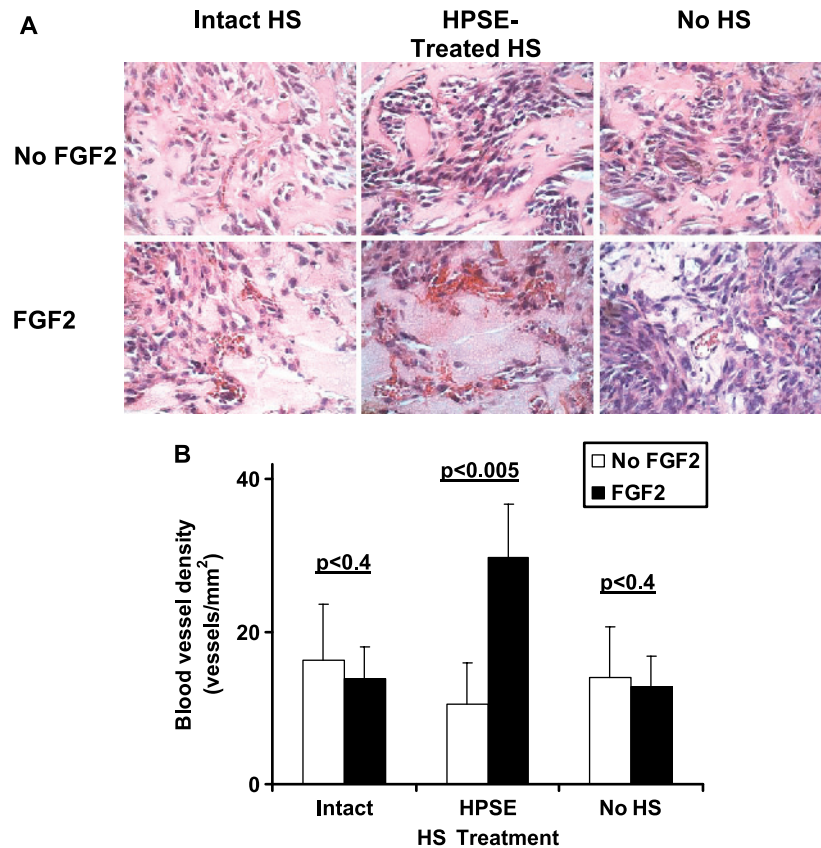 A
Intact HS
HPSE-
Treated HS
No HS
No FGF2
FGF2
B
Blood vessel density
(vessels/mm²)
40
20
0
p<0.4
p<0.005
p<0.4
No FGF2
FGF2
Intact
HPSE
No HS
HS Treatment